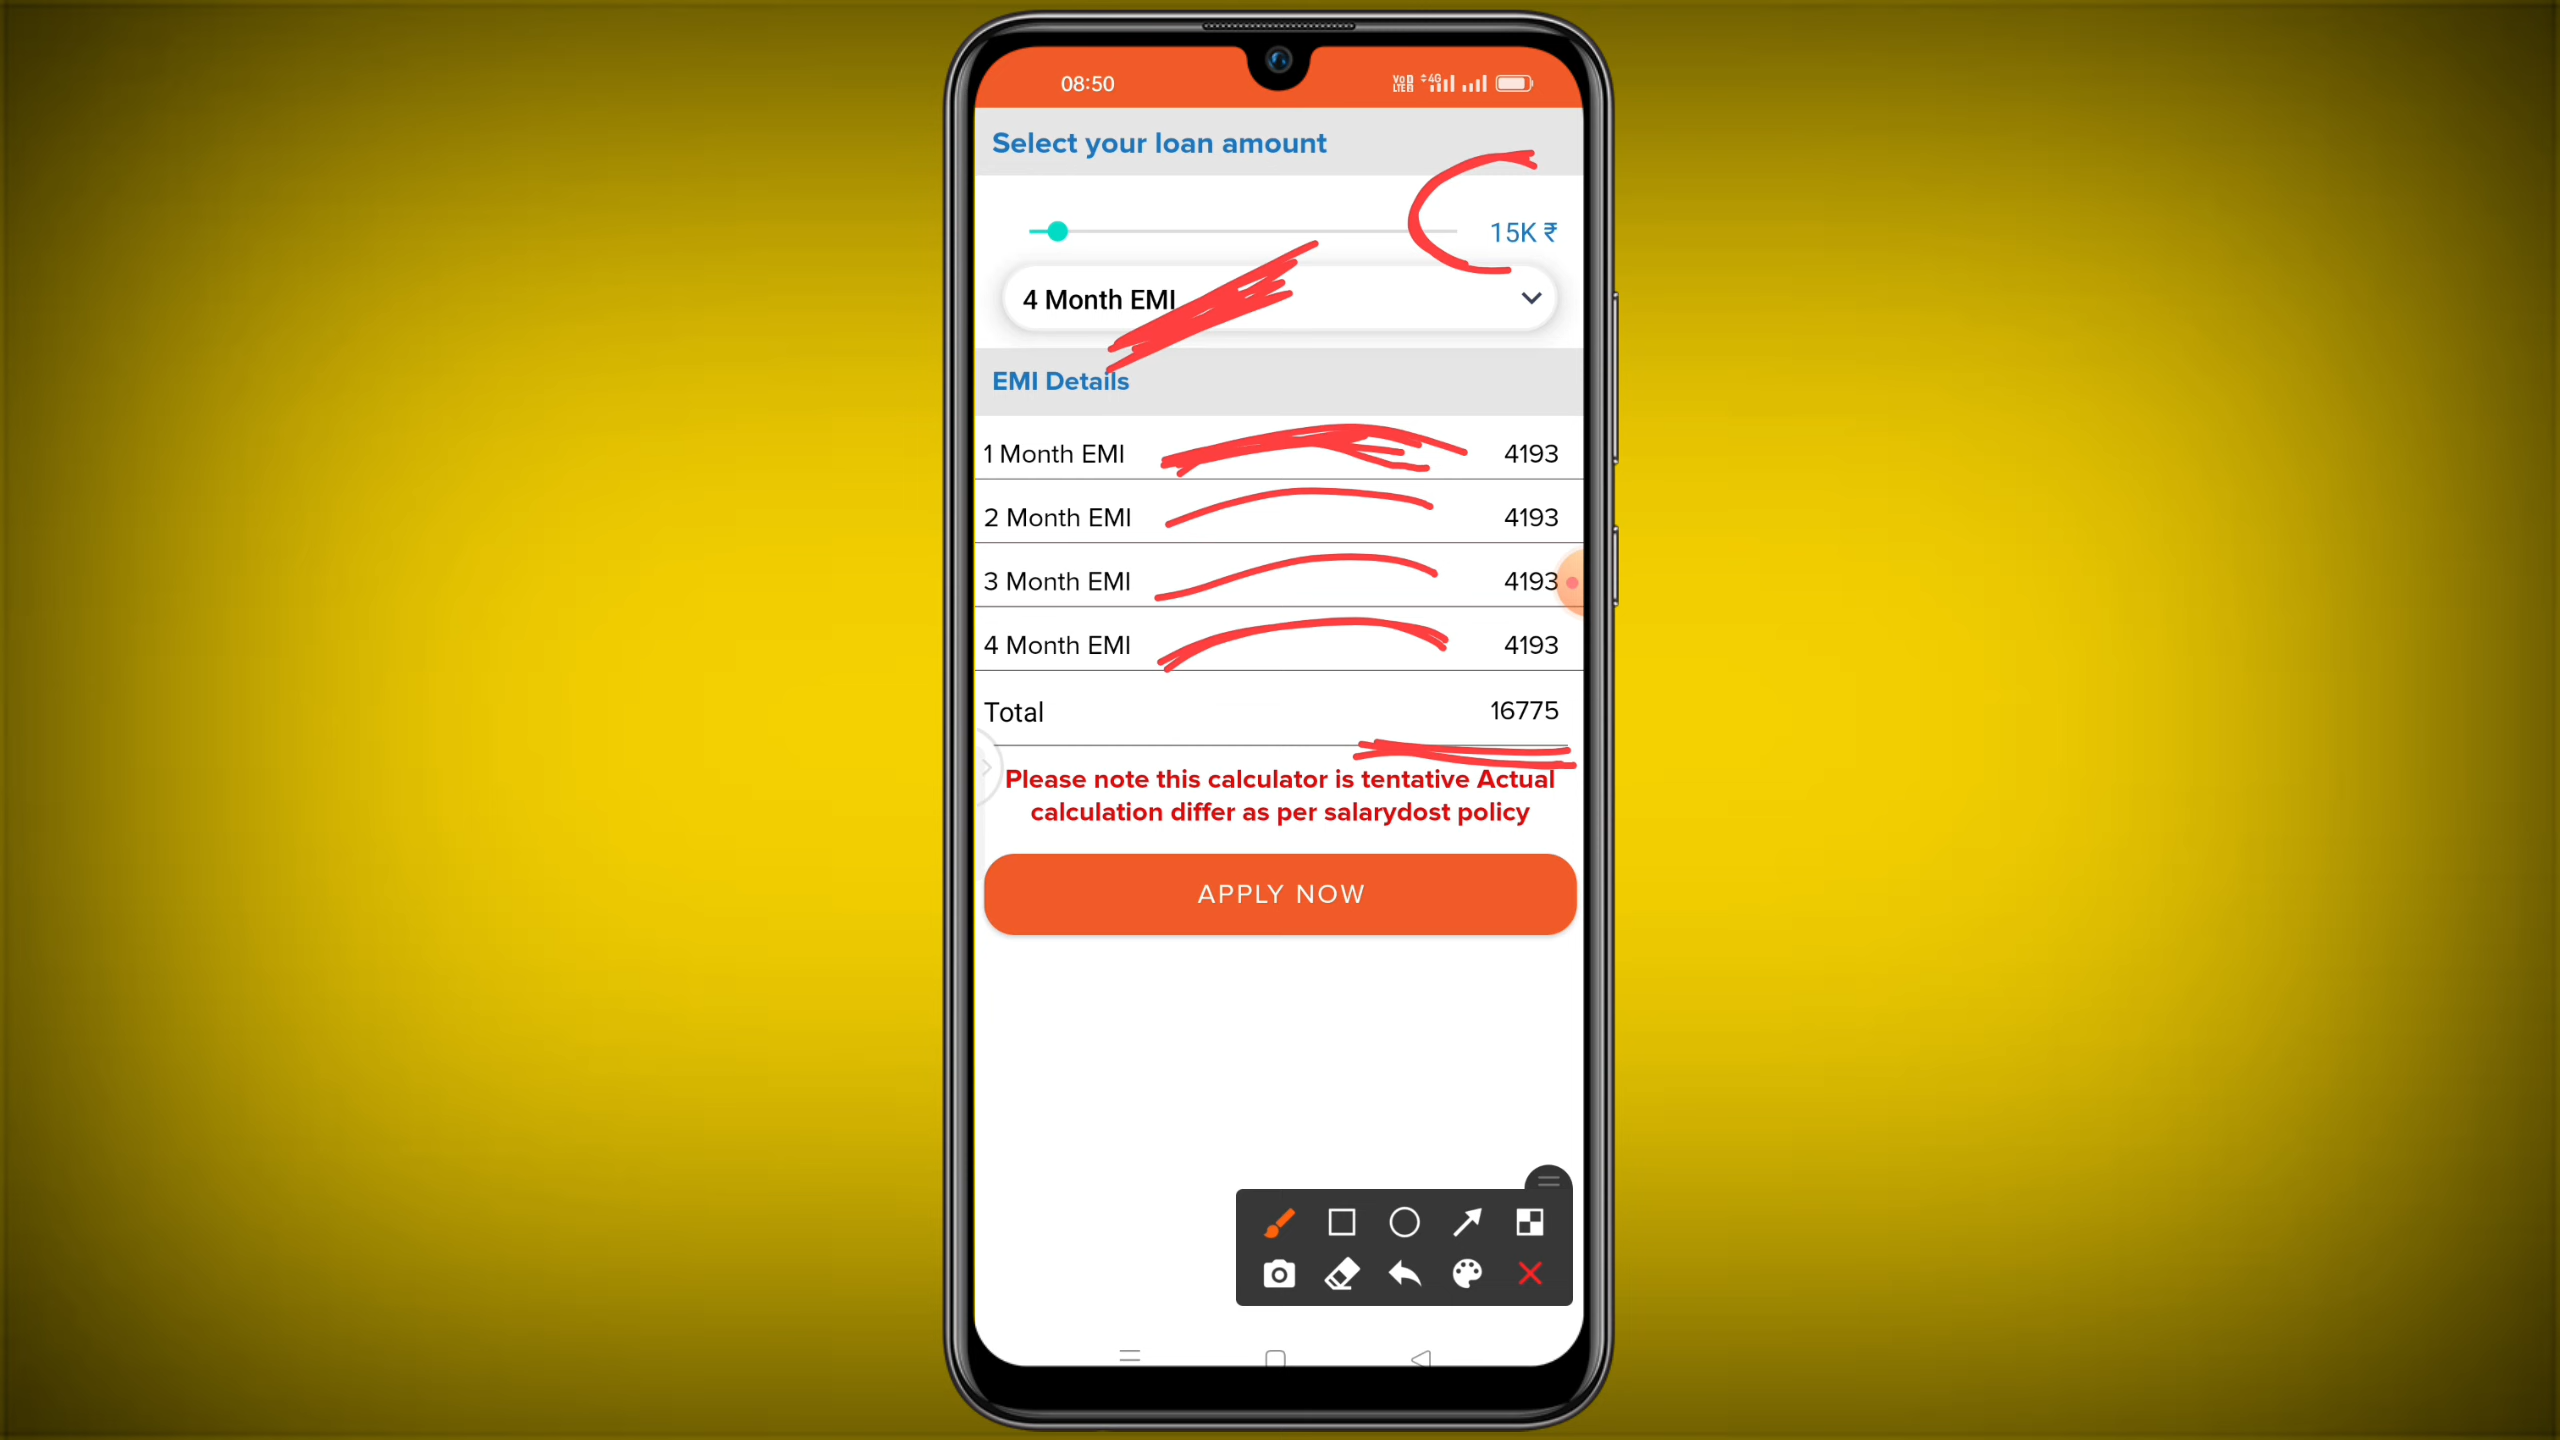 08:50
4G
Select your loan amount
15K ₹
4 Month EMI
EMI Details
1 Month EMI 4193
2 Month EMI 4193
3 Month EMI 4193
4 Month EMI 4193
Total 16775
Please note this calculator is tentative Actual
calculation differ as per salarydost policy
APPLY NOW